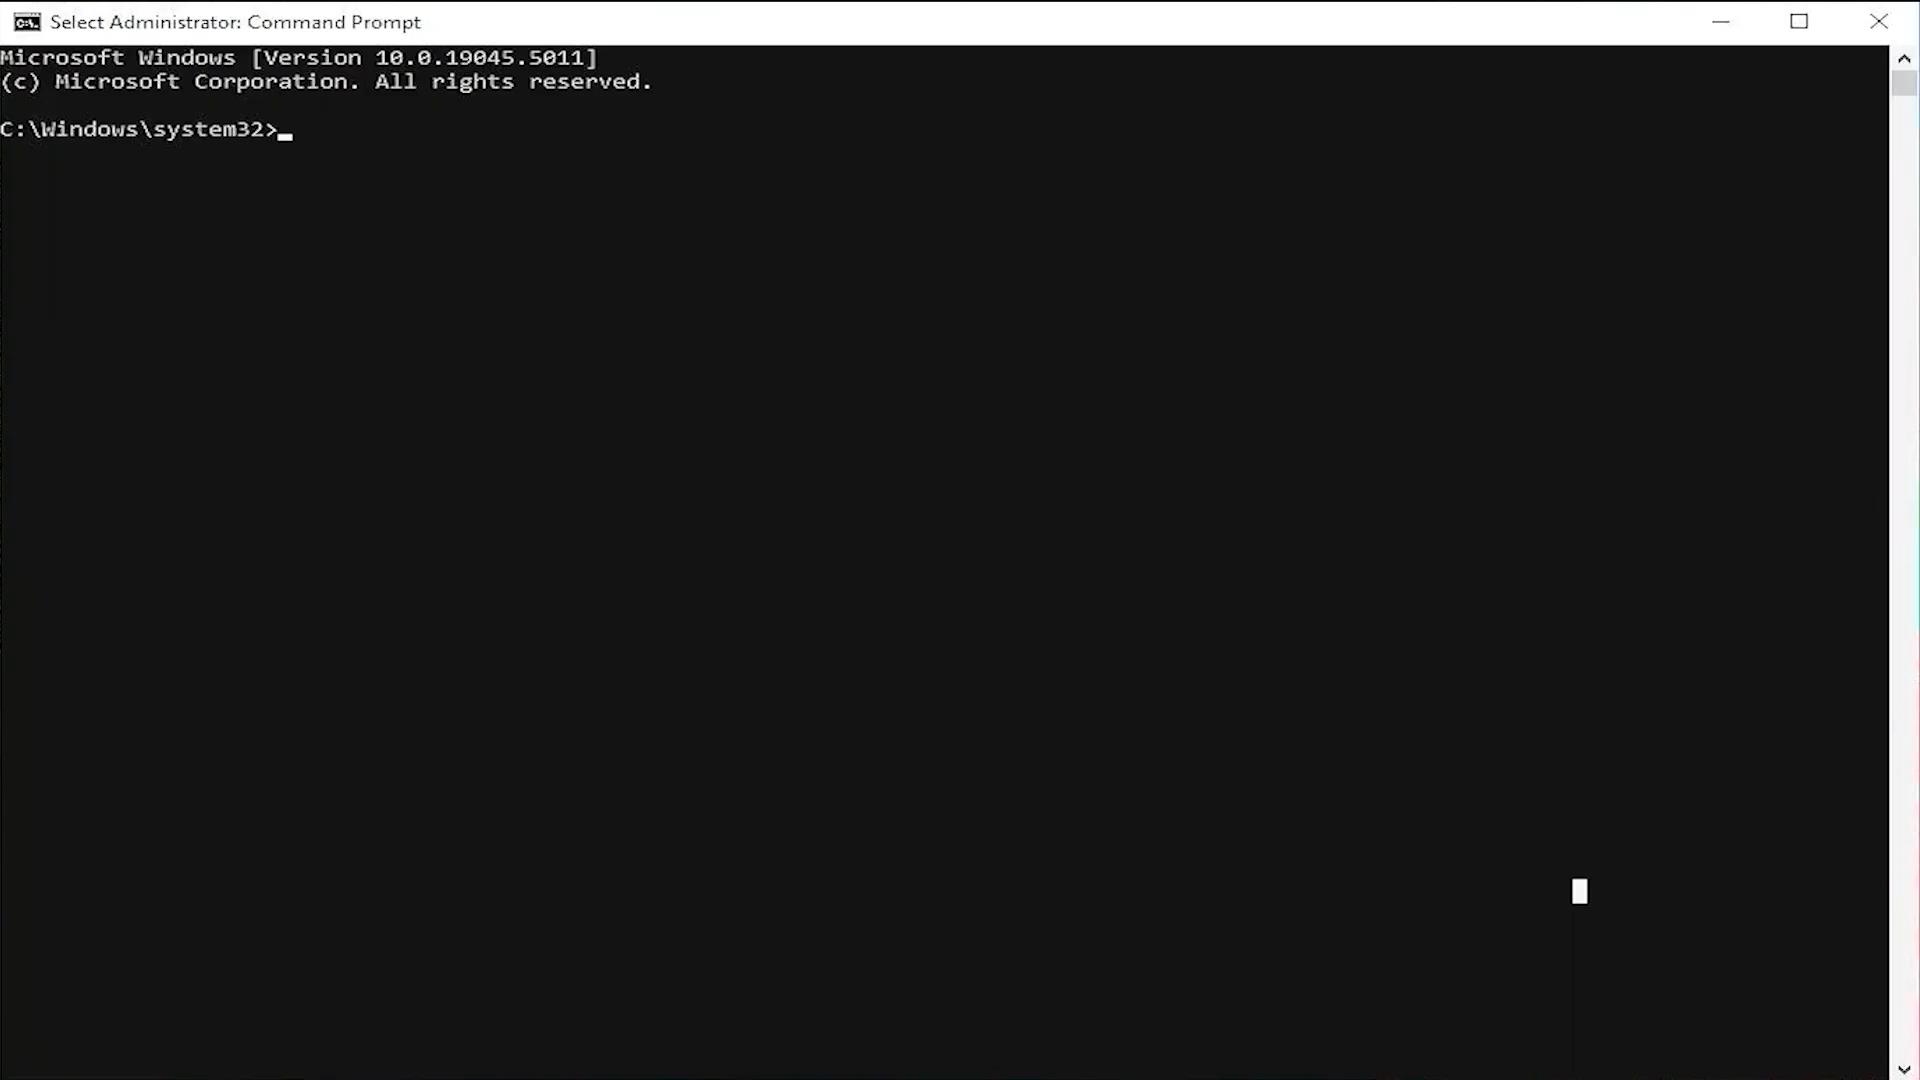 Select Administrator: Command Prompt
Microsoft Windows [Version 10.0.19045.5011]
(c) Microsoft Corporation. All rights reserved.
C:\Windows\system32>